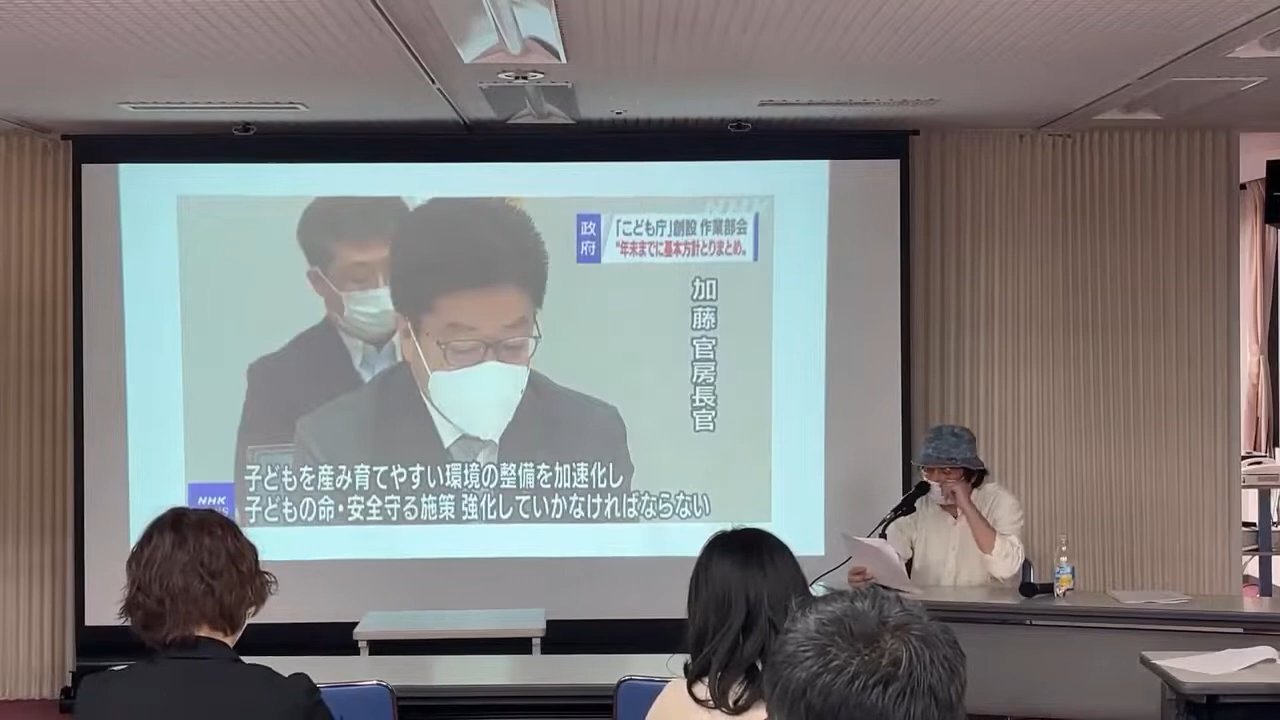 NHK
政府
「こども庁」創設 作業部会
“年末までに基本方針とりまとめ。
加藤官房長官
子どもを産み育てやすい環境の整備を加速化し
NHK
子どもの命・安全守る施策 強化していかなければならない